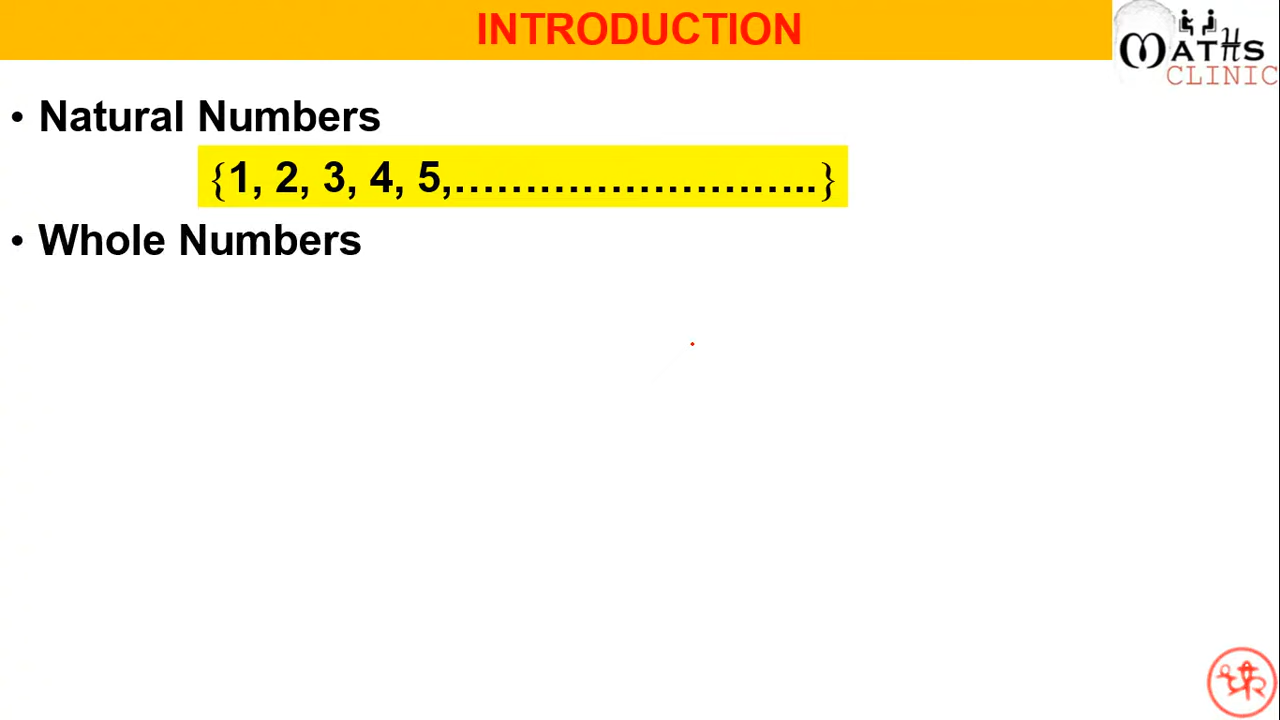 INTRODUCTION
MATHS
CLINIC
• Natural Numbers
{1, 2, 3, 4, 5,………………………..}
• Whole Numbers